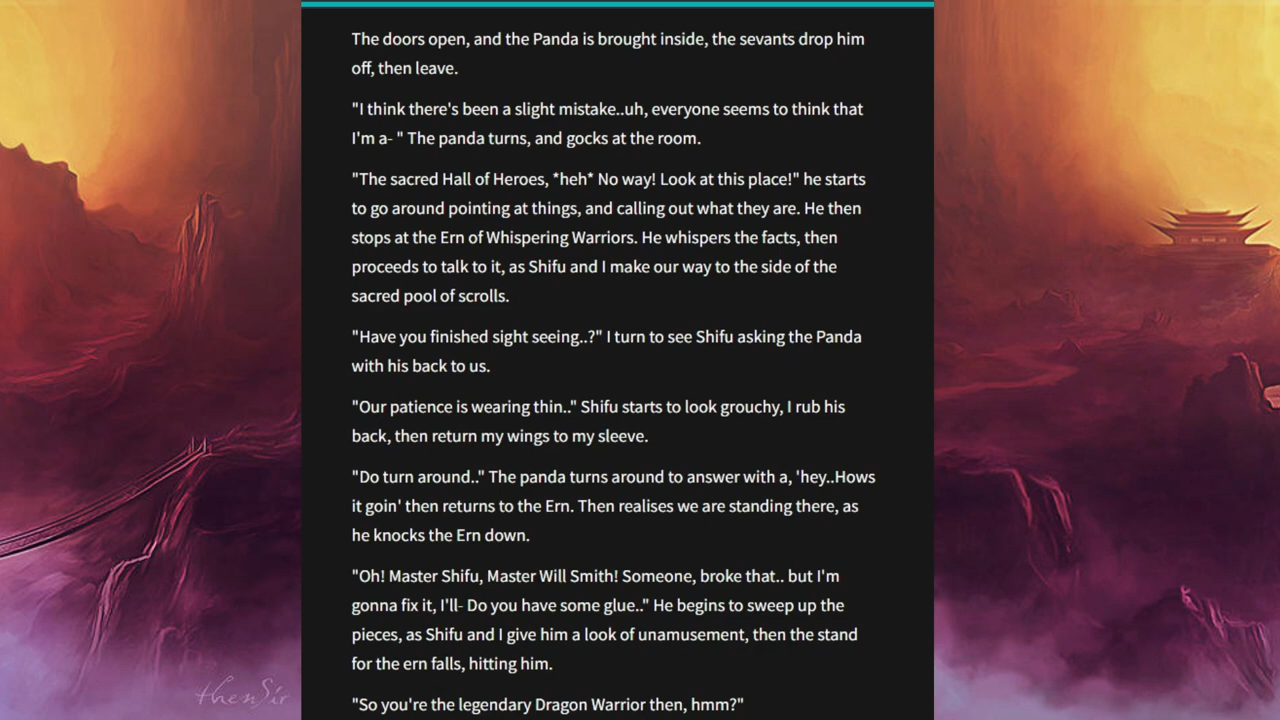 The doors open, and the Panda is brought inside, the sevants drop him
off, then leave.
"I think there's been a slight mistake..uh, everyone seems to think that
I'm a- " The panda turns, and gocks at the room.
"The sacred Hall of Heroes, *heh* No way! Look at this place!" he starts
to go around pointing at things, and calling out what they are. He then
stops at the Ern of Whispering Warriors. He whispers the facts, then
proceeds to talk to it, as Shifu and I make our way to the side of the
sacred pool of scrolls.
"Have you finished sight seeing..?" I turn to see Shifu asking the Panda
with his back to us.
"Our patience is wearing thin.." Shifu starts to look grouchy, I rub his
back, then return my wings to my sleeve.
"Do turn around.." The panda turns around to answer with a, 'hey..Hows
it goin' then returns to the Ern. Then realises we are standing there, as
he knocks the Ern down.
"Oh! Master Shifu, Master Will Smith! Someone, broke that.. but I'm
gonna fix it, I'll- Do you have some glue.." He begins to sweep up the
pieces, as Shifu and I give him a look of unamusement, then the stand
for the ern falls, hitting him.
"So you're the legendary Dragon Warrior then, hmm?"
thenSir